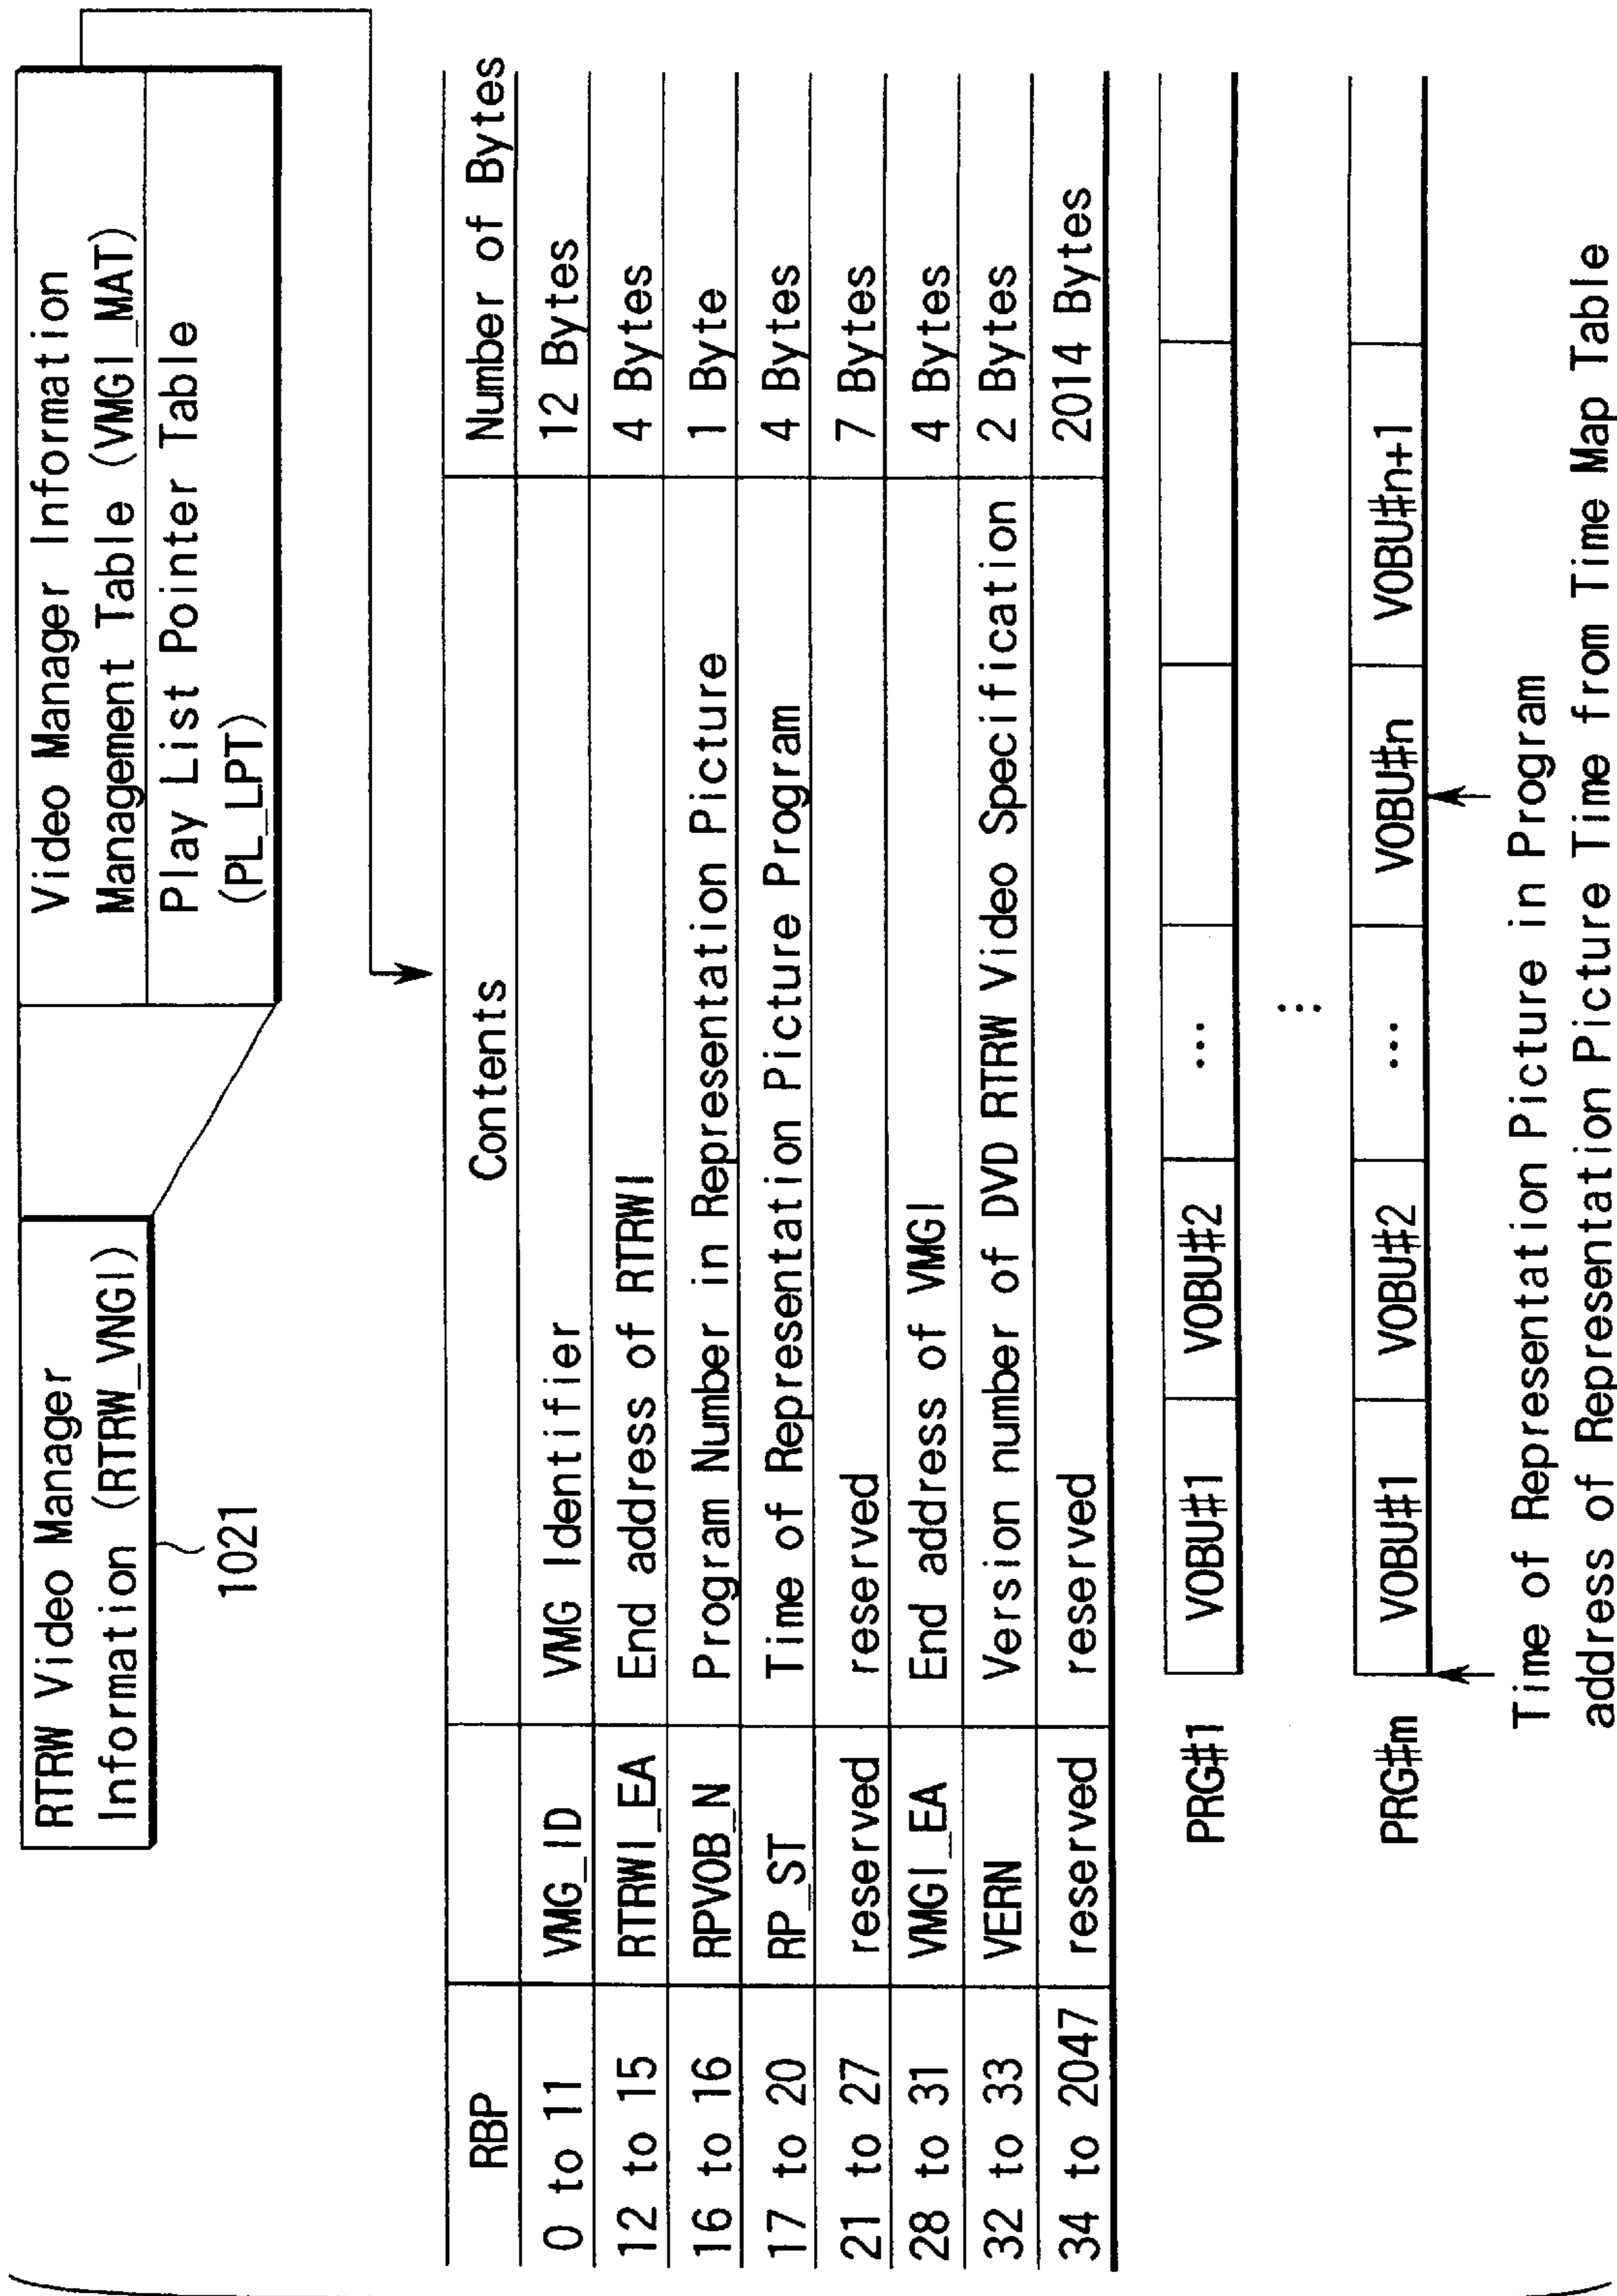 RTRW Video Manager
Information (RTRW_VNGI)
1021
Video Manager Information
Management Table (VMGI_MAT)
Play List Pointer Table
(PL_LPT)
RBP Contents Number of Bytes
0 to 11 VMG_ID VMG Identifier 12 Bytes
12 to 15 RTRWI_EA End address of RTRWI 4 Bytes
16 to 16 RPVOB_N Program Number in Representation Picture 1 Byte
17 to 20 RP_ST Time of Representation Picture Program 4 Bytes
21 to 27 reserved reserved 7 Bytes
28 to 31 VMGI_EA End address of VMGI 4 Bytes
32 to 33 VERN Version number of DVD RTRW Video Specification 2 Bytes
34 to 2047 reserved reserved 2014 Bytes
PRG#1 VOBU#1 VOBU#2 ...
...
PRG#m VOBU#1 VOBU#2 ... VOBU#n VOBU#n+1
Time of Representation Picture in Program
address of Representation Picture Time from Time Map Table